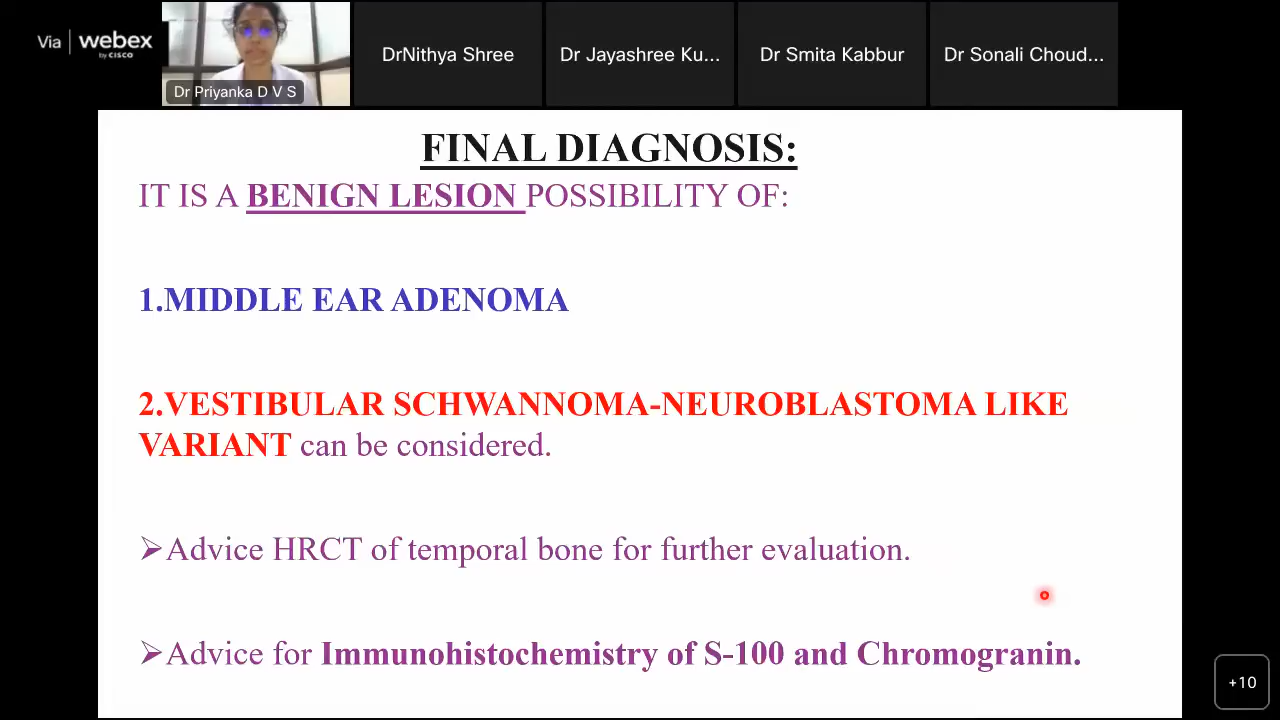 Via webex
by CISCO
Dr Priyanka D V S
DrNithya Shree
Dr Jayashree Ku...
Dr Smita Kabbur
Dr Sonali Choud...
FINAL DIAGNOSIS:
IT IS A BENIGN LESION POSSIBILITY OF:
1.MIDDLE EAR ADENOMA
2.VESTIBULAR SCHWANNOMA-NEUROBLASTOMA LIKE
VARIANT can be considered.
➢Advice HRCT of temporal bone for further evaluation.
➢Advice for Immunohistochemistry of S-100 and Chromogranin.
+10